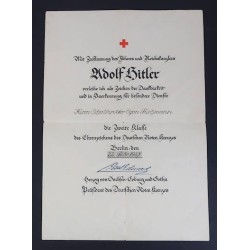 Mit Zustimmung des Führers und Reichskanzlers
Adolf Hitler
verleihe ich als Zeichen der Dankbarkeit
und in Anerkennung für besondere Dienste
Herrn
die Zweite Klasse
des Ehrenzeichens des Deutschen Roten Kreuzes
Berlin, den
Herzog von Sachsen-Coburg und Gotha
Präsident des Deutschen Roten Kreuzes